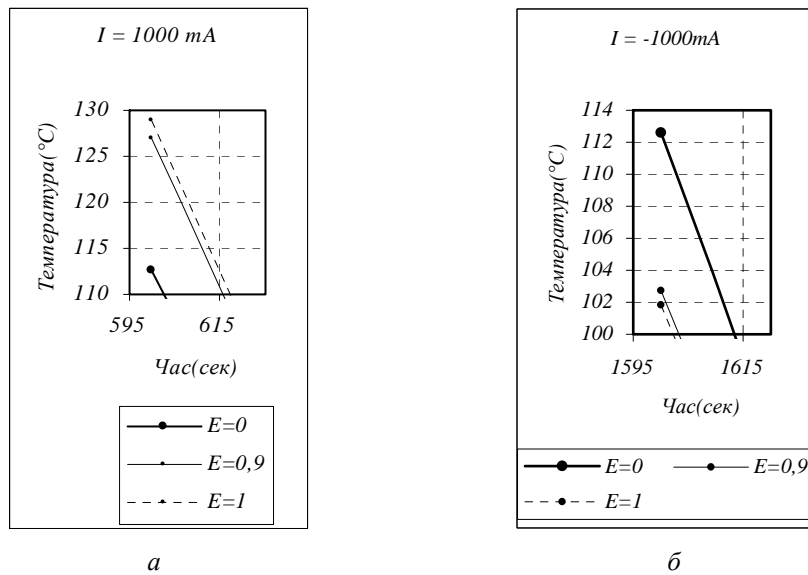 I = 1000 mA
130
125
120
115
110
595
615
Температура(°C)
Час(сек)
E=0
E=0,9
E=1
а
I = -1000mA
114
112
110
108
106
104
102
100
1595
1615
Температура(°C)
Час(сек)
E=0
E=0,9
E=1
б